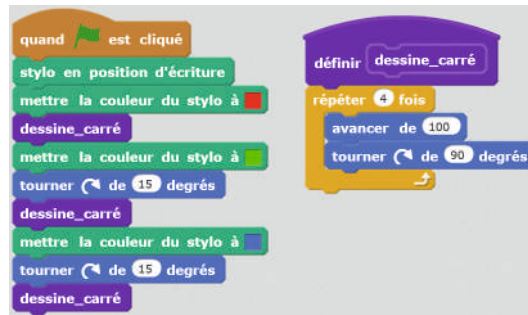 quand est cliqué
stylo en position d'écriture
mettre la couleur du stylo à
dessine_carré
mettre la couleur du stylo à
tourner de 15 degrés
dessine_carré
mettre la couleur du stylo à
tourner de 15 degrés
dessine_carré
définir dessine_carré
répéter 4 fois
avancer de 100
tourner de 90 degrés